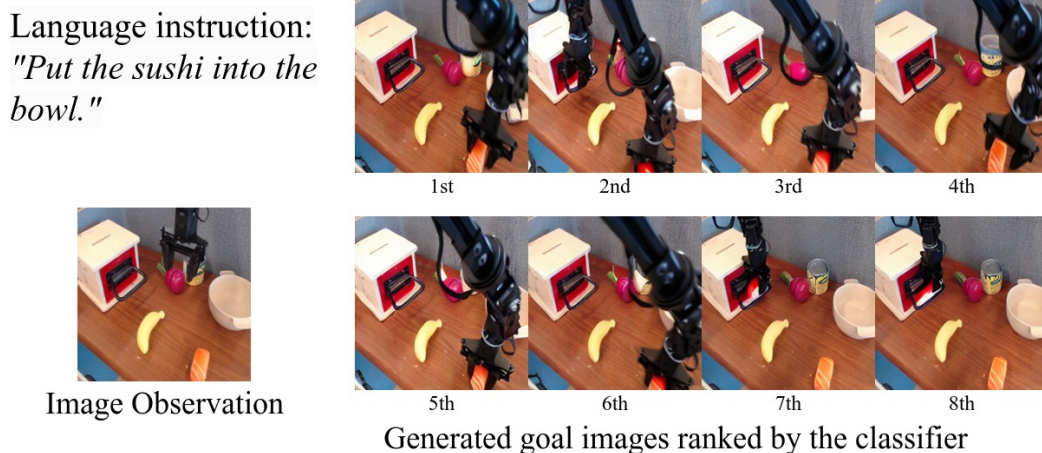 Language instruction:
"Put the sushi into the
bowl."
1st
2nd
3rd
4th
Image Observation
5th
6th
7th
8th
Generated goal images ranked by the classifier